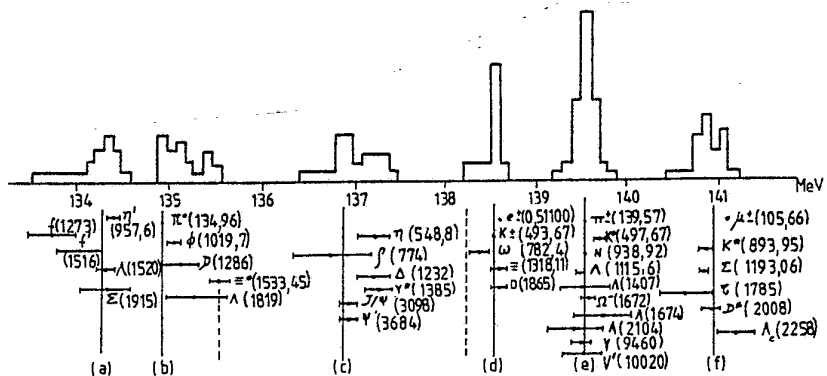 134 135 136 137 138 139 140 141 MeV
f(1273)
f'
(1516)
η'
(957,6)
Λ(1520)
Σ(1915)
(a)
π°(134,96)
ϕ(1019,7)
D(1286)
Ξ*(1533,45)
Λ(1819)
(b)
η(548,8)
ρ(774)
Δ(1232)
Y*(1385)
J/Ψ(3098)
Ψ'(3684)
(c)
e±(0,51100)
K±(493,67)
ω(782,4)
Ξ(1318,11)
D(1865)
(d)
π±(139,57)
K°(497,67)
N(938,92)
Λ(1115,6)
Λ(1407)
Ω⁻(1672)
Λ(1674)
Λ(2104)
Υ(9460)
Υ'(10020)
(e)
μ±(105,66)
K*(893,95)
Σ(1193,06)
τ(1785)
D*(2008)
Λc(2258)
(f)